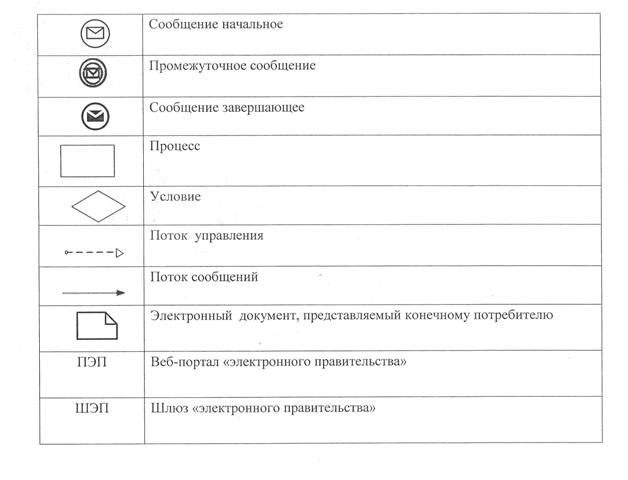 Сообщение начальное
Промежуточное сообщение
Сообщение завершающее
Процесс
Условие
Поток управления
Поток сообщений
Электронный документ, представляемый конечному потребителю
ПЭП Веб-портал «электронного правительства»
ШЭП Шлюз «электронного правительства»